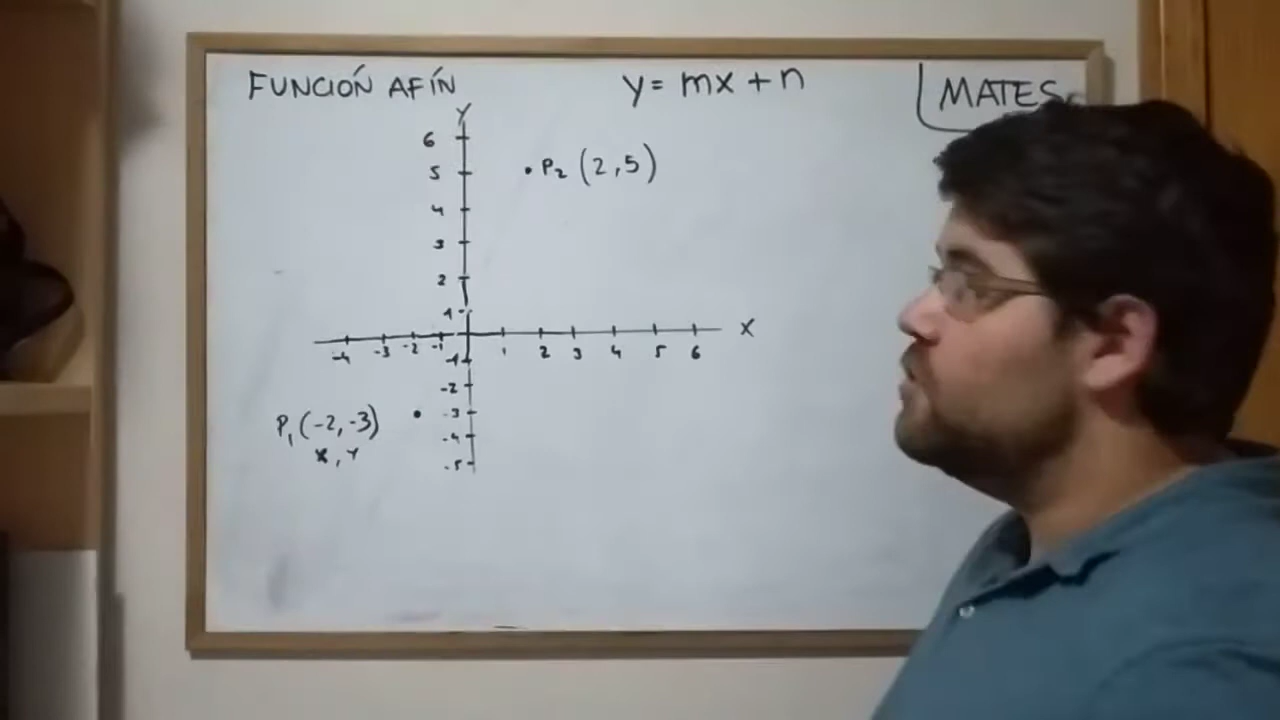 FUNCIÓN AFÍN
y = mx + n
MATES
Y
6
5
4
3
2
1
P₂ (2,5)
X
-4 -3 -2 -1 1 2 3 4 5 6
-1
-2
-3
-4
-5
P₁ (-2,-3)
X, Y